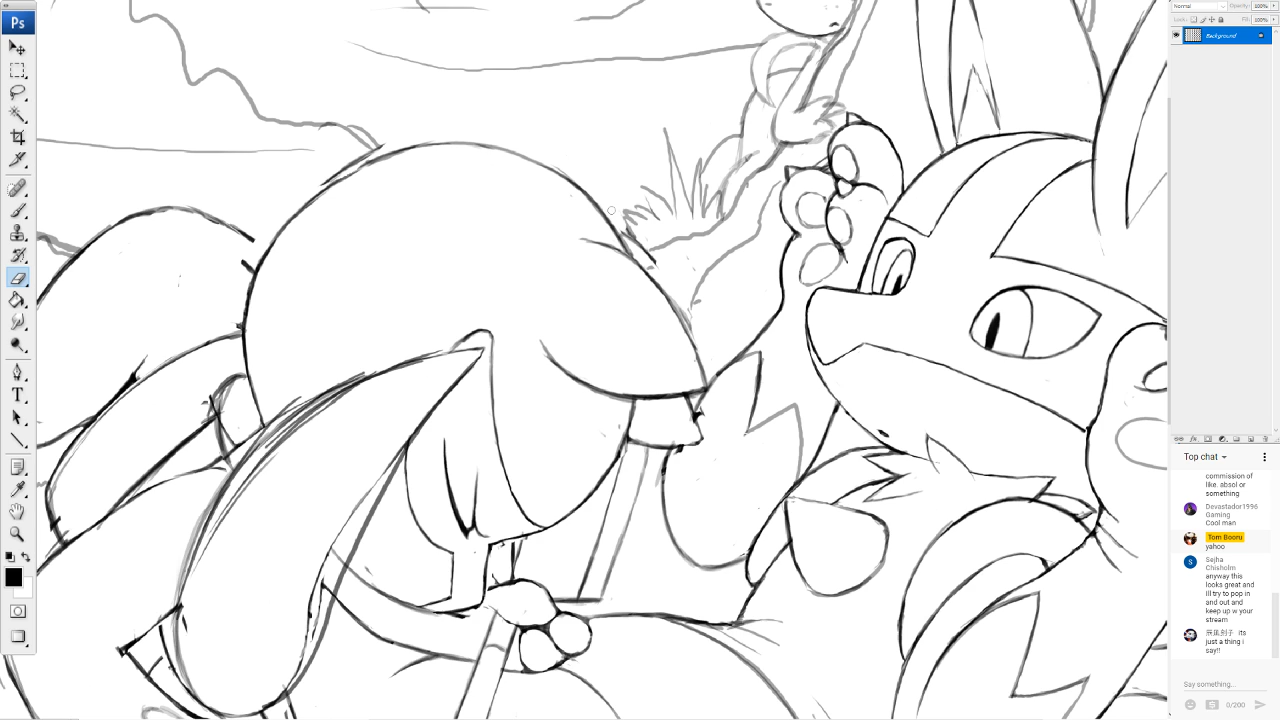 Ps
T
Normal
Opacity: 100%
Lock:
Fill: 100%
Background
Top chat
commission of
like. absol or
something
Devastador1996
Gaming
Cool man
Tom Booru
yahoo
Sejha
Chisholm
anyway this
looks great and
Ill try to pop in
and out and
keep up w your
stream
its
just a thing i
say!!
Say something...
0/200